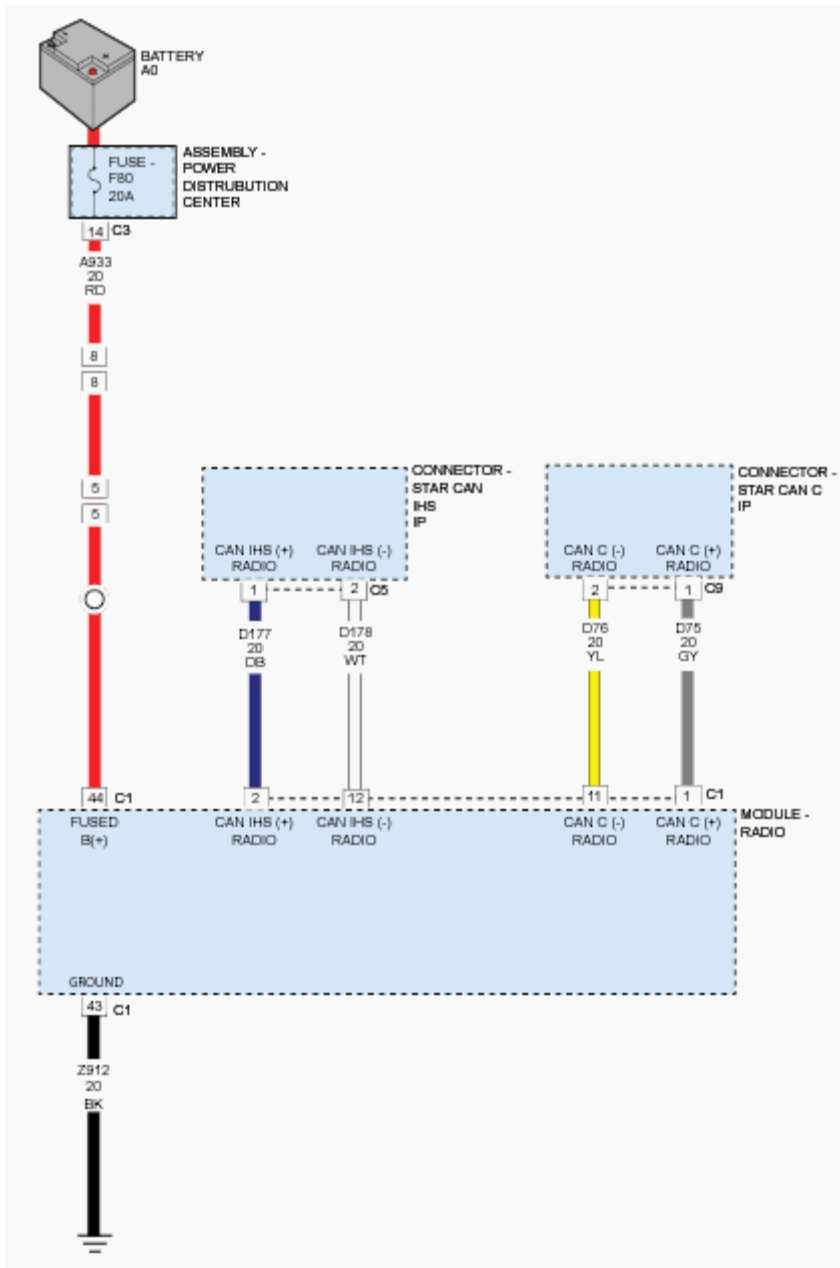 BATTERY
A0
FUSE -
F80
20A
ASSEMBLY -
POWER
DISTRUBUTION
CENTER
14 C3
A933
20
RD
8
8
5
5
CONNECTOR -
STAR CAN
IHS
IP
CONNECTOR -
STAR CAN C
IP
CAN IHS (+)
RADIO
CAN IHS (-)
RADIO
CAN C (-)
RADIO
CAN C (+)
RADIO
1 2 C5
2 1 C9
D177
20
DB
D178
20
WT
D76
20
YL
D75
20
GY
44 C1
2 12 11 1 C1
FUSED
B(+)
CAN IHS (+)
RADIO
CAN IHS (-)
RADIO
CAN C (-)
RADIO
CAN C (+)
RADIO
MODULE -
RADIO
GROUND
43 C1
Z912
20
BK